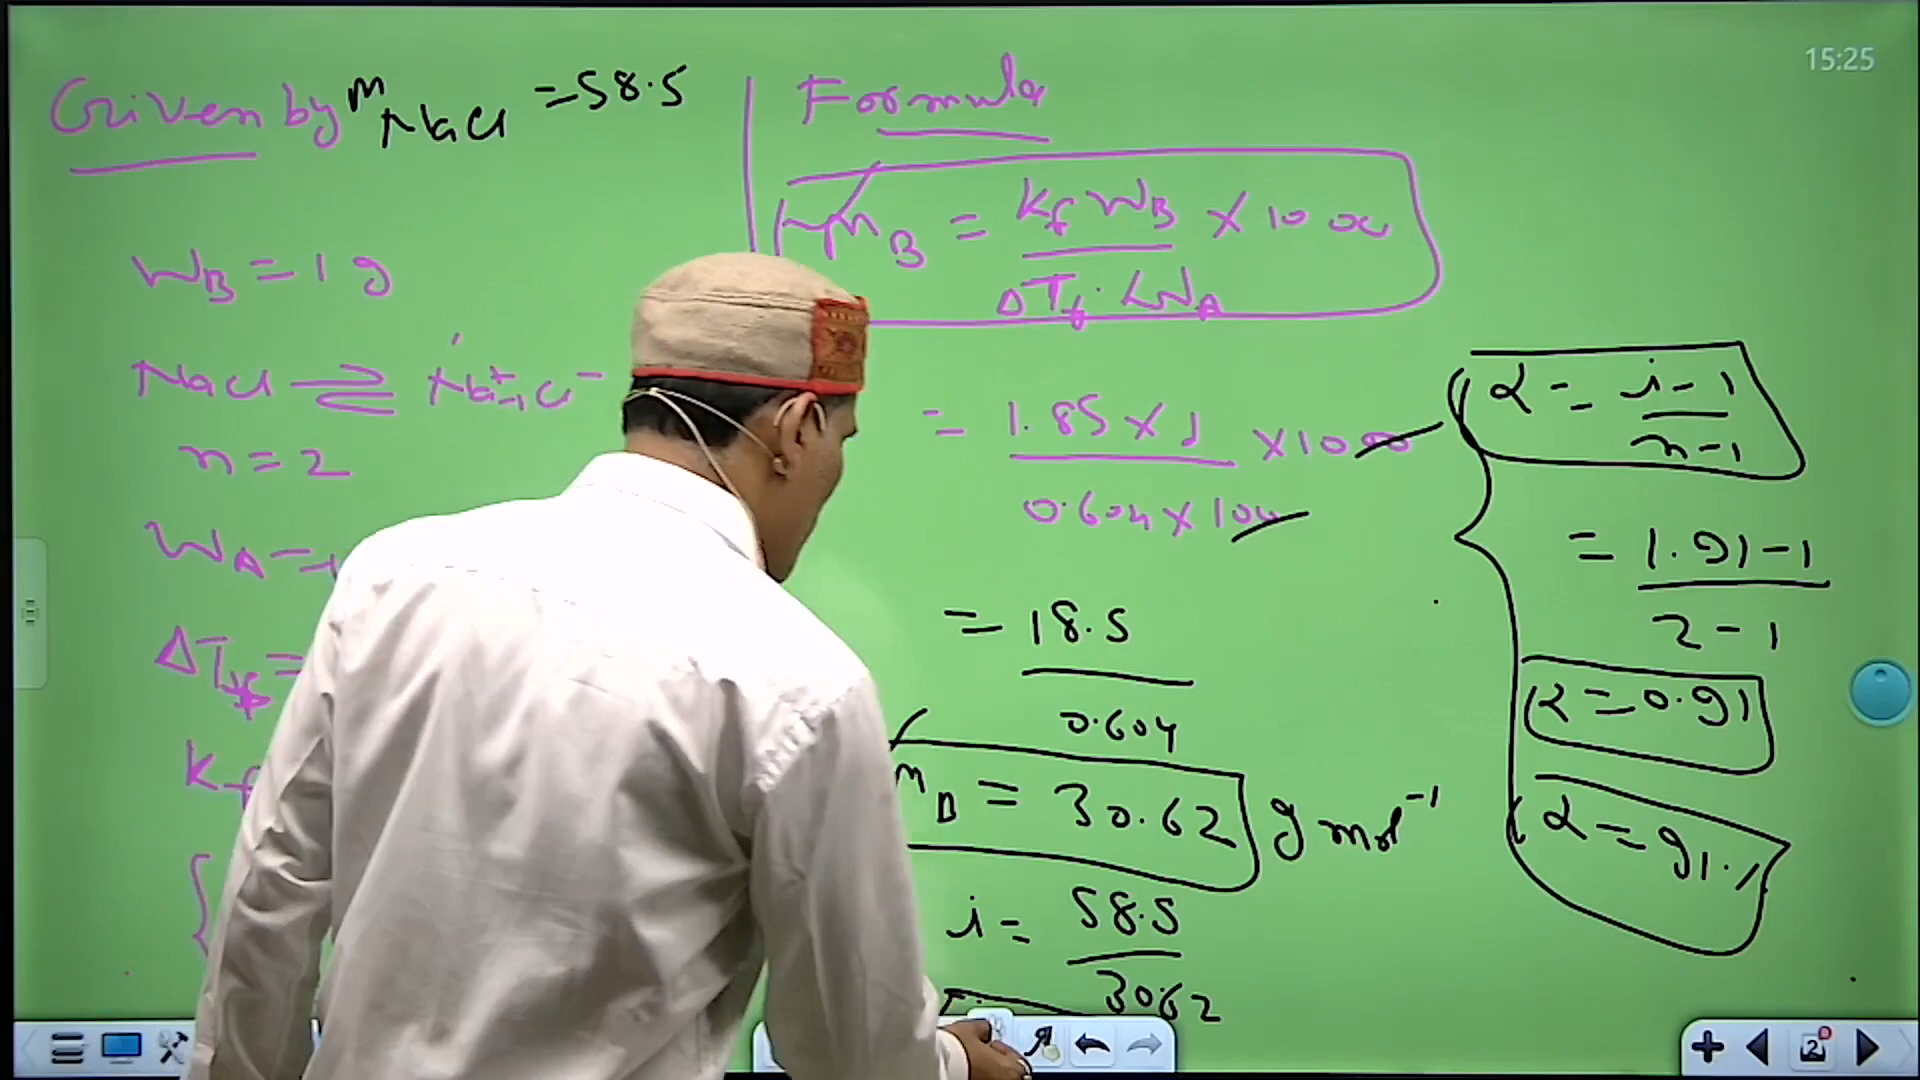 15:25
Given by
M NaCl = 58.5
WB = 1 g
NaCl ⇌ Na+ + Cl-
n = 2
WA =
ΔTf =
Kf
Formula
MB = Kf WB / ΔTf · WA × 1000
= 1.85 × 1 / 0.604 × 100 × 1000
= 18.5 / 0.604
MB = 30.62 g mol-1
i = 58.5 / 30.62
α = i-1 / n-1
= 1.91-1 / 2-1
α = 0.91
α = 91%
2